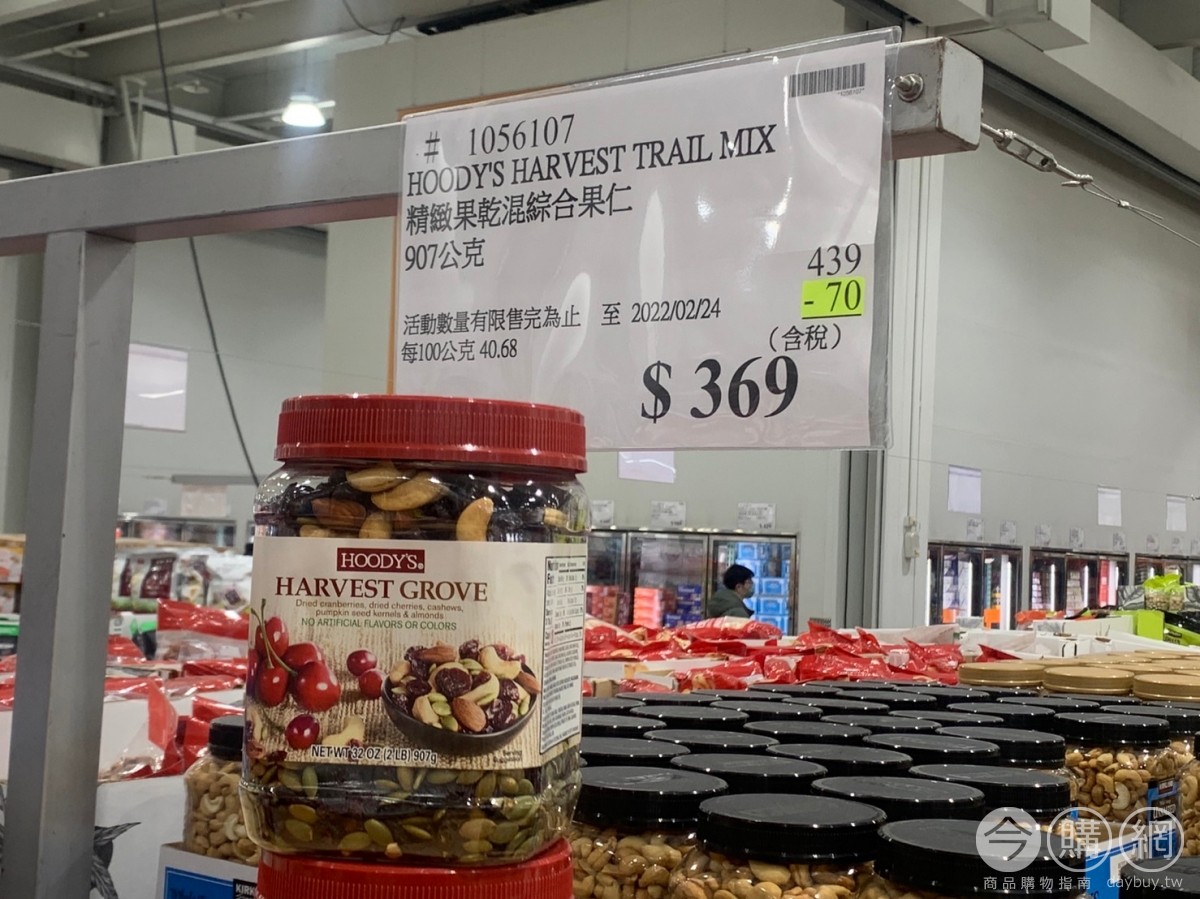 *1056107*
# 1056107
HOODY'S HARVEST TRAIL MIX
精緻果乾混綜合果仁
907公克
439
- 70
活動數量有限售完為止 至 2022/02/24
(含稅)
每100公克 40.68
$ 369
HOODY'S®
HARVEST GROVE
Dried cranberries, dried cherries, cashews,
pumpkin seed kernels & almonds
NO ARTIFICIAL FLAVORS OR COLORS
NET WT 32 OZ (2 LB) 907g
今購網
商品購物指南 daybuy.tw